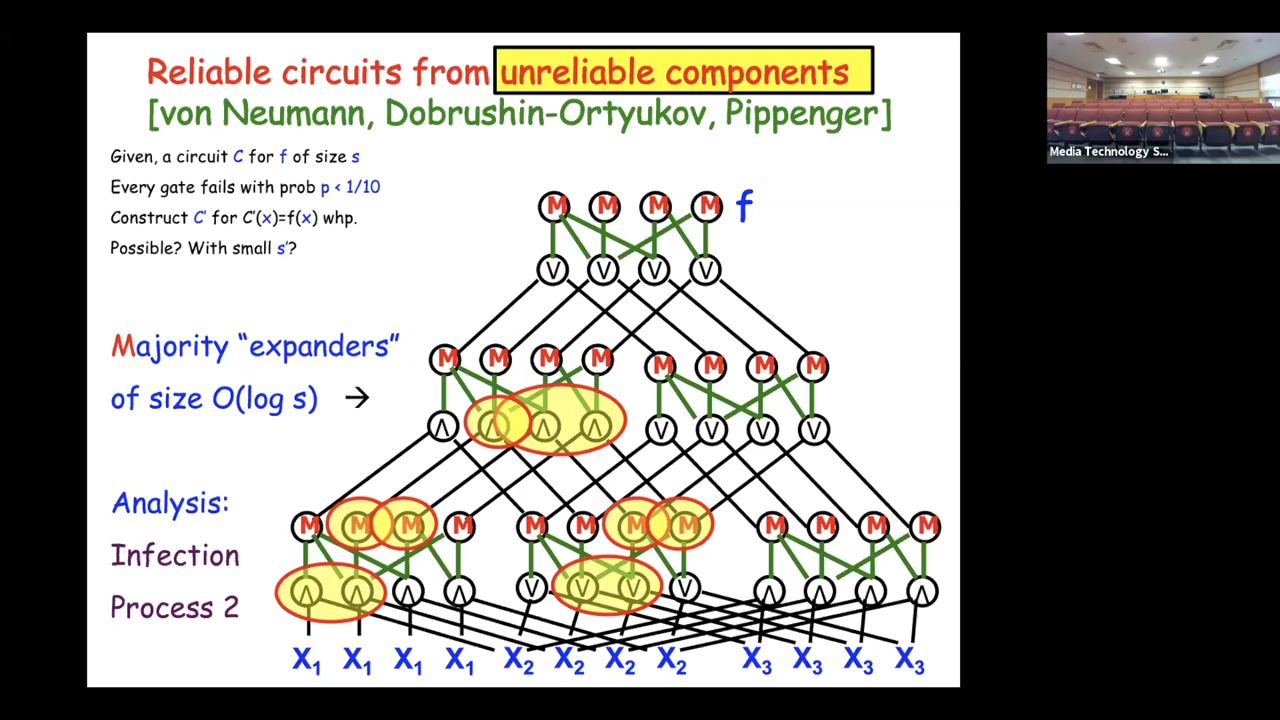 Reliable circuits from unreliable components
[von Neumann, Dobrushin-Ortyukov, Pippenger]
Given, a circuit C for f of size s
Every gate fails with prob p < 1/10
Construct C’ for C’(x)=f(x) whp.
Possible? With small s’?
M M M M f
V V V V
Majority “expanders”
of size O(log s) →
M M M M M M M M
Λ Λ Λ Λ V V V V
Analysis:
Infection
Process 2
M M M M M M M M M M M M
Λ Λ Λ Λ V V V V Λ Λ Λ Λ
X₁ X₁ X₁ X₁ X₂ X₂ X₂ X₂ X₃ X₃ X₃ X₃
Media Technology S...